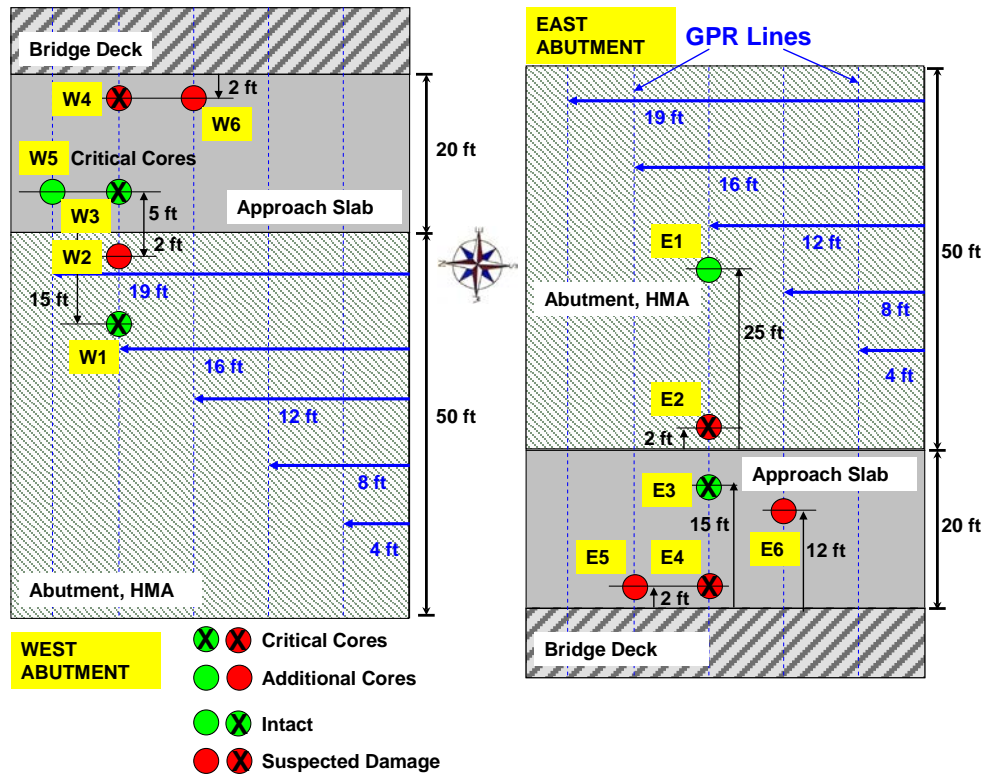 Bridge Deck
W4
2 ft
W6
20 ft
W5 Critical Cores
W3
5 ft
Approach Slab
W2
2 ft
19 ft
15 ft
W1
16 ft
12 ft
50 ft
8 ft
4 ft
Abutment, HMA
WEST
ABUTMENT
Critical Cores
Additional Cores
Intact
Suspected Damage
EAST
ABUTMENT
GPR Lines
19 ft
16 ft
E1
12 ft
50 ft
Abutment, HMA
8 ft
25 ft
4 ft
E2
2 ft
Approach Slab
E3
15 ft
20 ft
E5
E4
E6
12 ft
2 ft
Bridge Deck